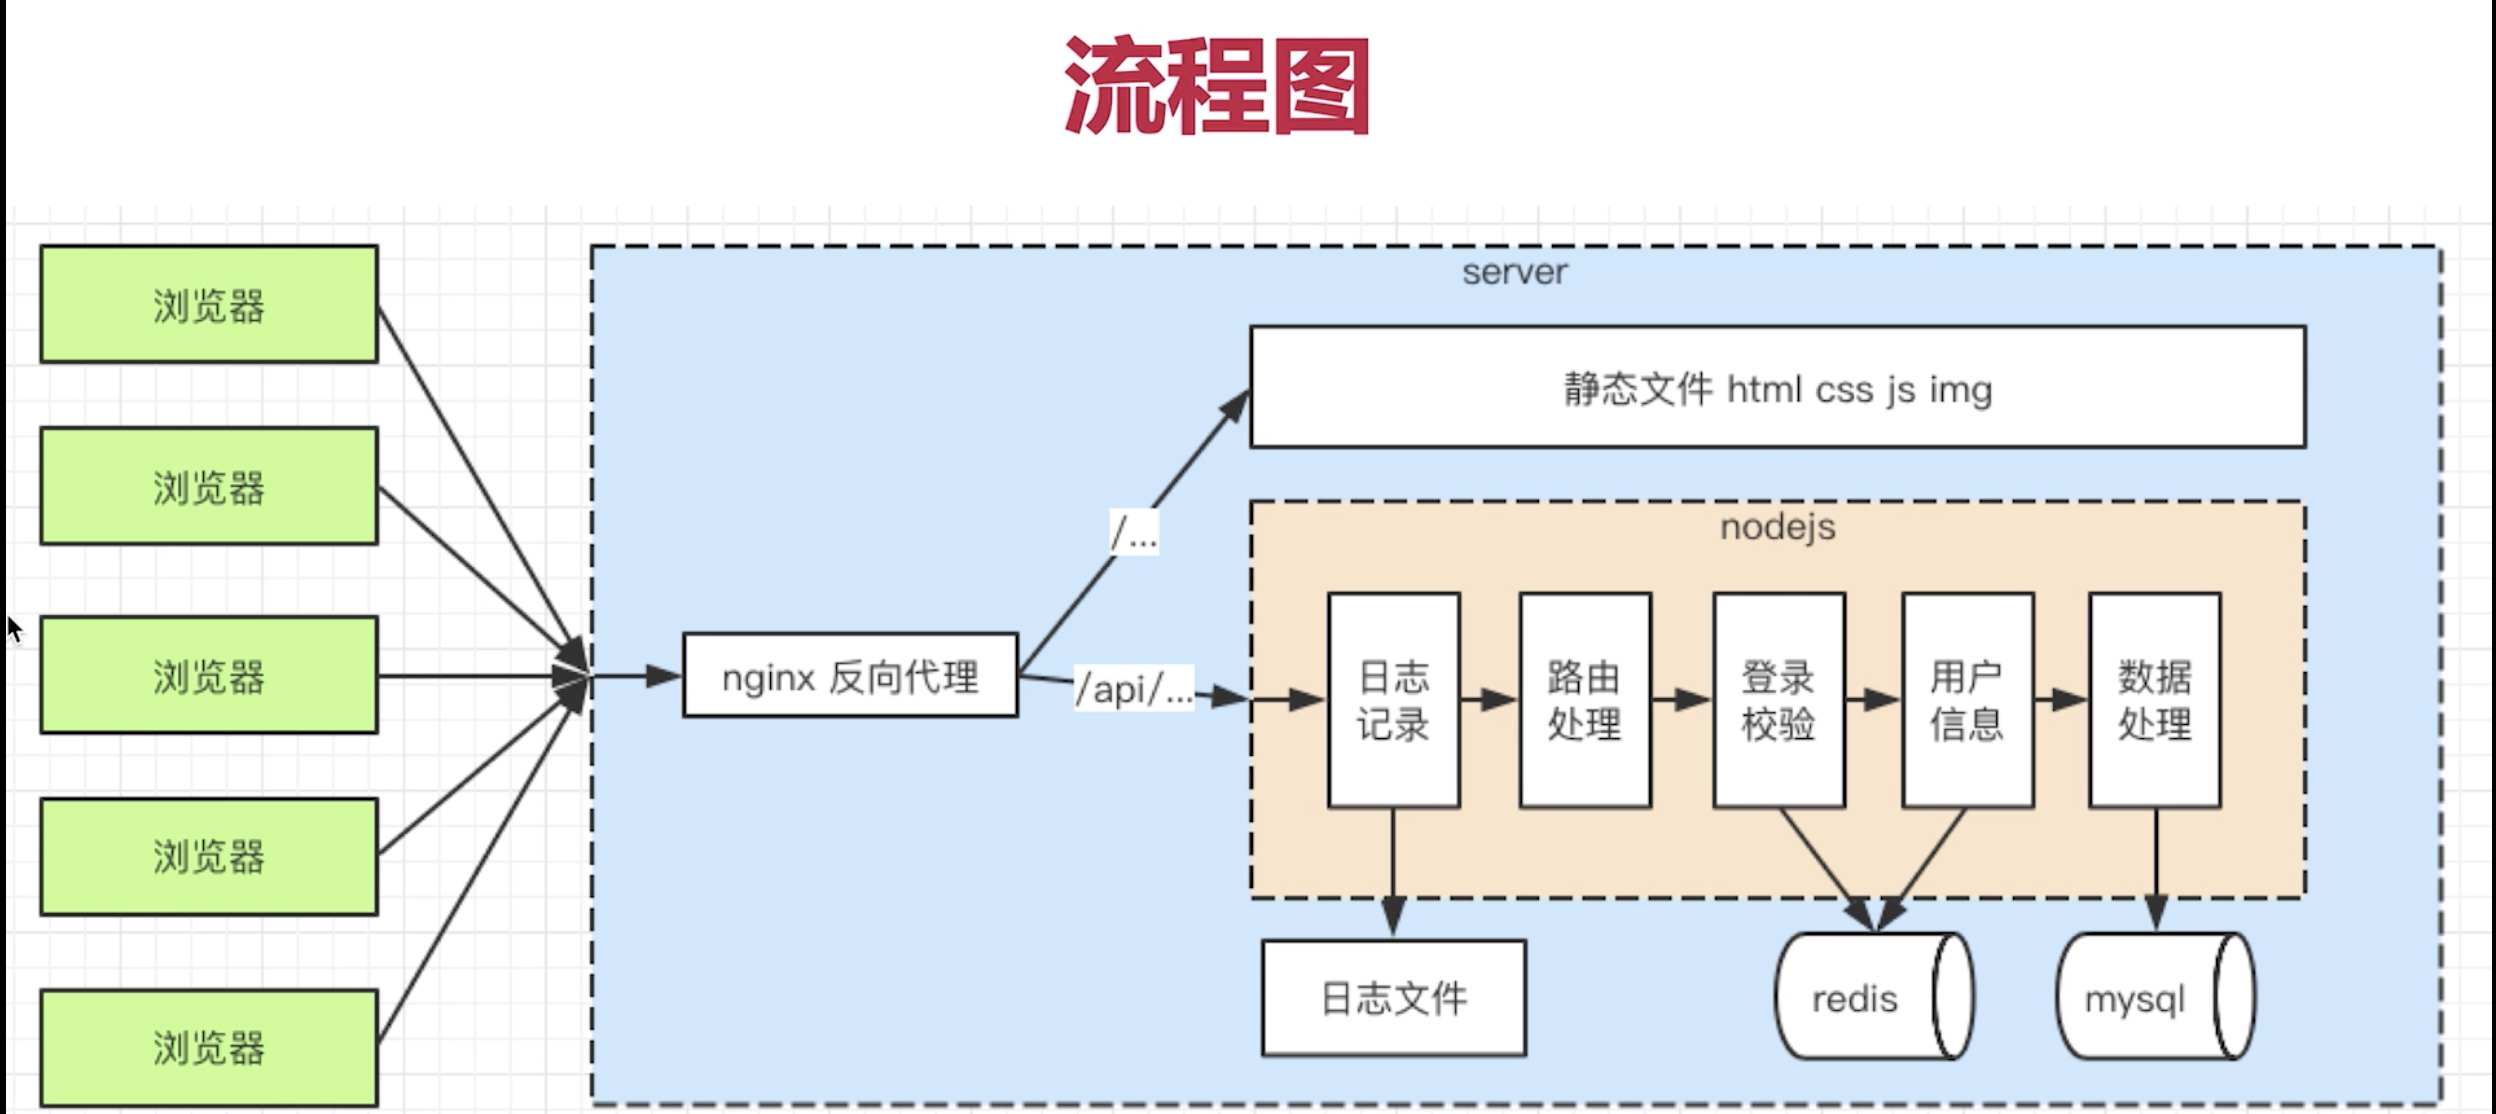 流程图
浏览器
浏览器
浏览器
浏览器
浏览器
server
静态文件 html css js img
/...
nginx 反向代理
/api/...
nodejs
日志
记录
路由
处理
登录
校验
用户
信息
数据
处理
日志文件
redis
mysql